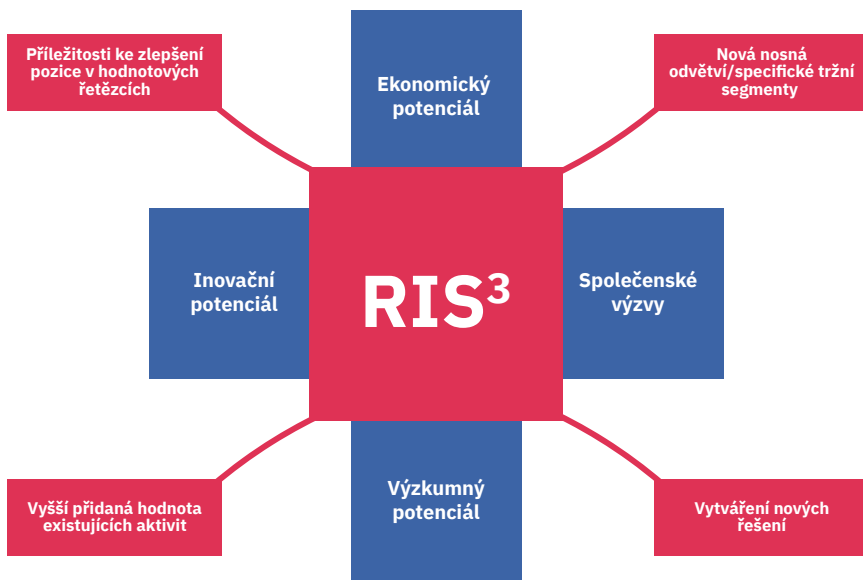 Příležitosti ke zlepšení
pozice v hodnotových
řetězcích
Ekonomický
potenciál
Nová nosná
odvětví/specifické tržní
segmenty
Inovační
potenciál
RIS³
Společenské
výzvy
Vyšší přidaná hodnota
existujících aktivit
Výzkumný
potenciál
Vytváření nových
řešení